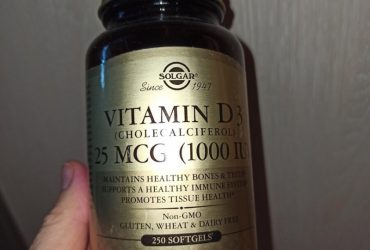 SOLGAR®
Since 1947
VITAMIN D3
(CHOLECALCIFEROL)
25 MCG (1000 IU
MAINTAINS HEALTHY BONES &
SUPPORTS A HEALTHY IMMUNE SYSTEM
PROMOTES TISSUE HEALTH*
Non-GMO
GLUTEN, WHEAT & DAIRY FREE
250 SOFTGELS